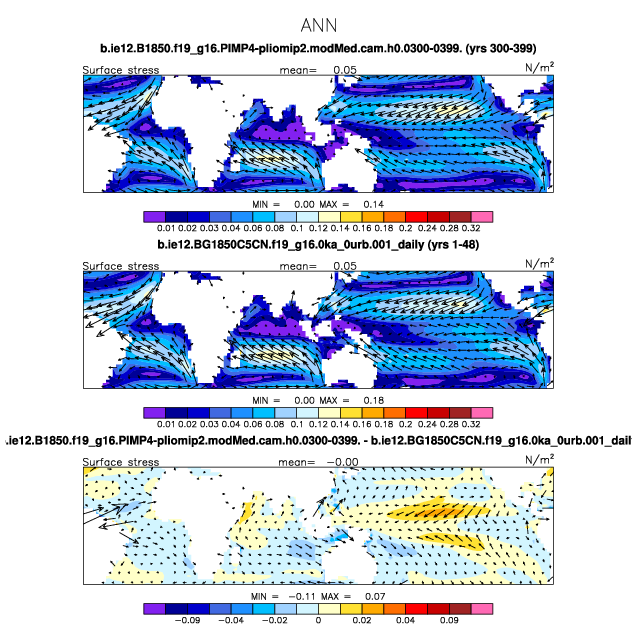 ANN
b.ie12.B1850.f19_g16.PIMP4-pliomip2.modMed.cam.h0.0300-0399. (yrs 300-399)
Surface stress mean= 0.05 N/m²
MIN = 0.00 MAX = 0.14
0.01 0.02 0.03 0.04 0.06 0.08 0.1 0.12 0.14 0.16 0.18 0.2 0.24 0.28 0.32
b.ie12.BG1850C5CN.f19_g16.0ka_0urb.001_daily (yrs 1-48)
Surface stress mean= 0.05 N/m²
MIN = 0.00 MAX = 0.18
0.01 0.02 0.03 0.04 0.06 0.08 0.1 0.12 0.14 0.16 0.18 0.2 0.24 0.28 0.32
.ie12.B1850.f19_g16.PIMP4-pliomip2.modMed.cam.h0.0300-0399. - b.ie12.BG1850C5CN.f19_g16.0ka_0urb.001_dail
Surface stress mean= -0.00 N/m²
MIN = -0.11 MAX = 0.07
-0.09 -0.04 -0.02 0 0.02 0.04 0.09